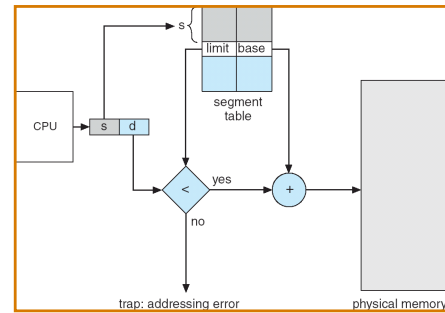 s
limit base
segment
table
CPU
s d
<
yes
+
no
trap: addressing error
physical memory